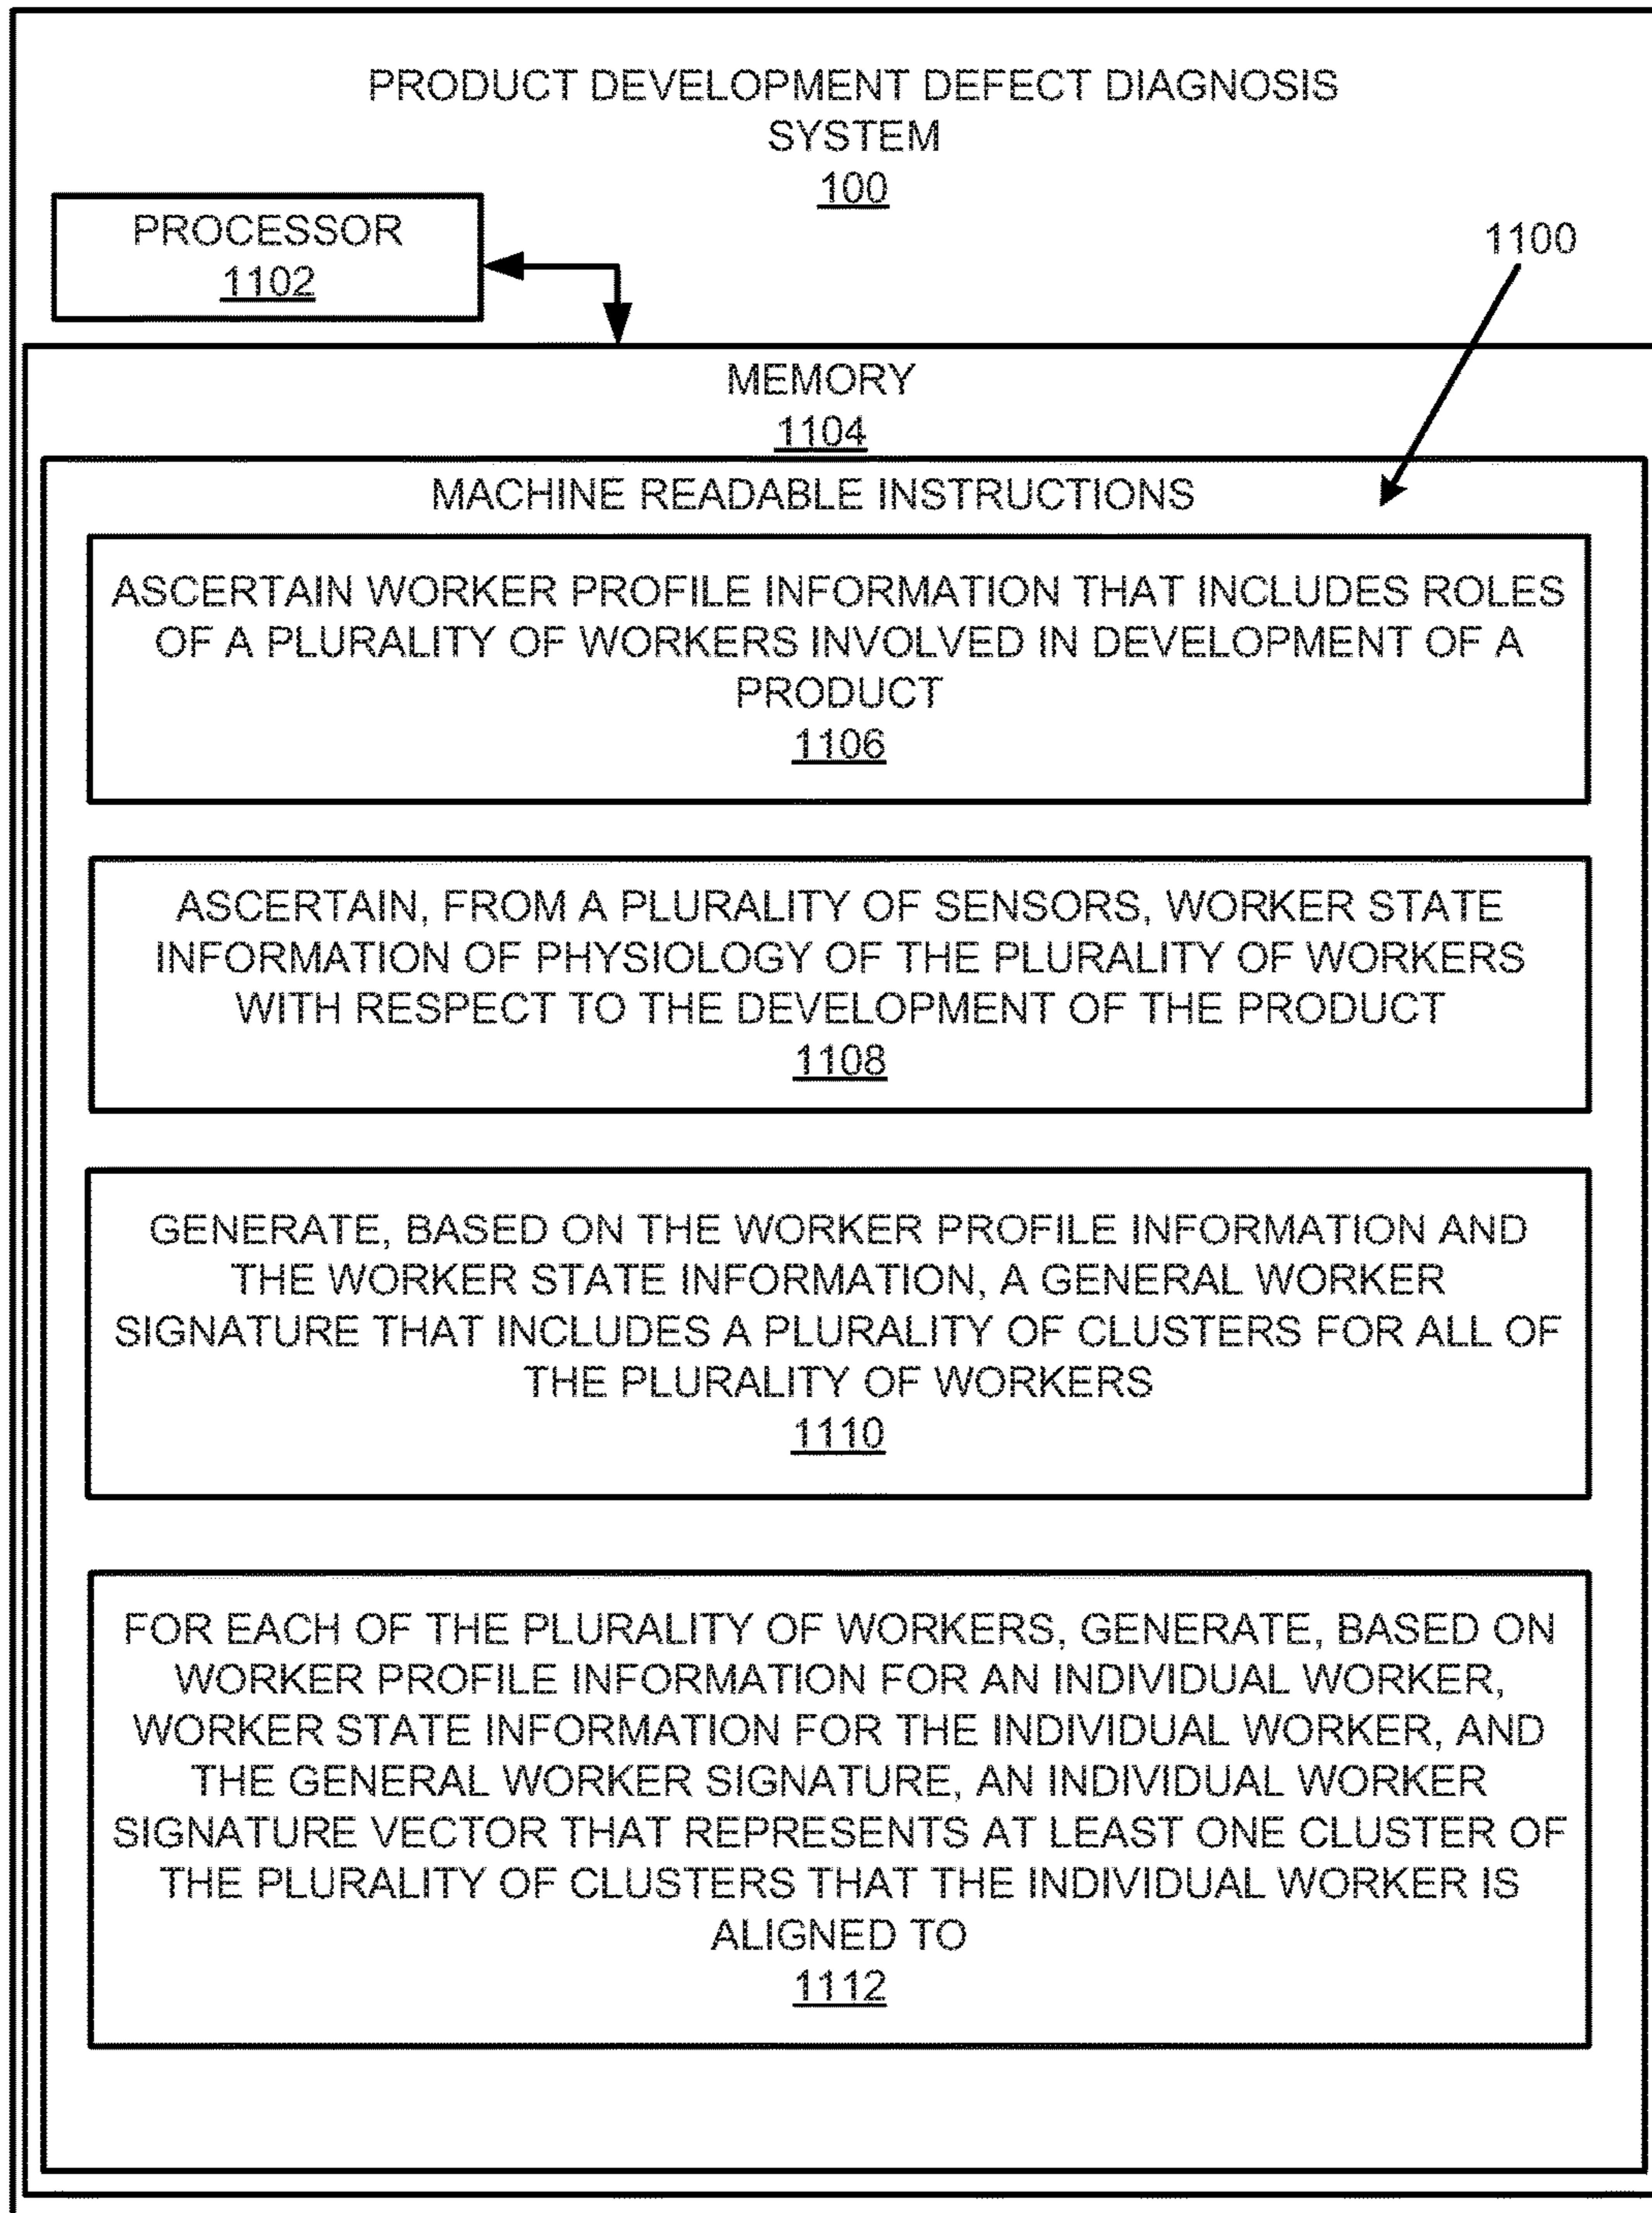 PRODUCT DEVELOPMENT DEFECT DIAGNOSIS
SYSTEM
100
PROCESSOR
1102
1100
MEMORY
1104
MACHINE READABLE INSTRUCTIONS
ASCERTAIN WORKER PROFILE INFORMATION THAT INCLUDES ROLES
OF A PLURALITY OF WORKERS INVOLVED IN DEVELOPMENT OF A
PRODUCT
1106
ASCERTAIN, FROM A PLURALITY OF SENSORS, WORKER STATE
INFORMATION OF PHYSIOLOGY OF THE PLURALITY OF WORKERS
WITH RESPECT TO THE DEVELOPMENT OF THE PRODUCT
1108
GENERATE, BASED ON THE WORKER PROFILE INFORMATION AND
THE WORKER STATE INFORMATION, A GENERAL WORKER
SIGNATURE THAT INCLUDES A PLURALITY OF CLUSTERS FOR ALL OF
THE PLURALITY OF WORKERS
1110
FOR EACH OF THE PLURALITY OF WORKERS, GENERATE, BASED ON
WORKER PROFILE INFORMATION FOR AN INDIVIDUAL WORKER,
WORKER STATE INFORMATION FOR THE INDIVIDUAL WORKER, AND
THE GENERAL WORKER SIGNATURE, AN INDIVIDUAL WORKER
SIGNATURE VECTOR THAT REPRESENTS AT LEAST ONE CLUSTER OF
THE PLURALITY OF CLUSTERS THAT THE INDIVIDUAL WORKER IS
ALIGNED TO
1112